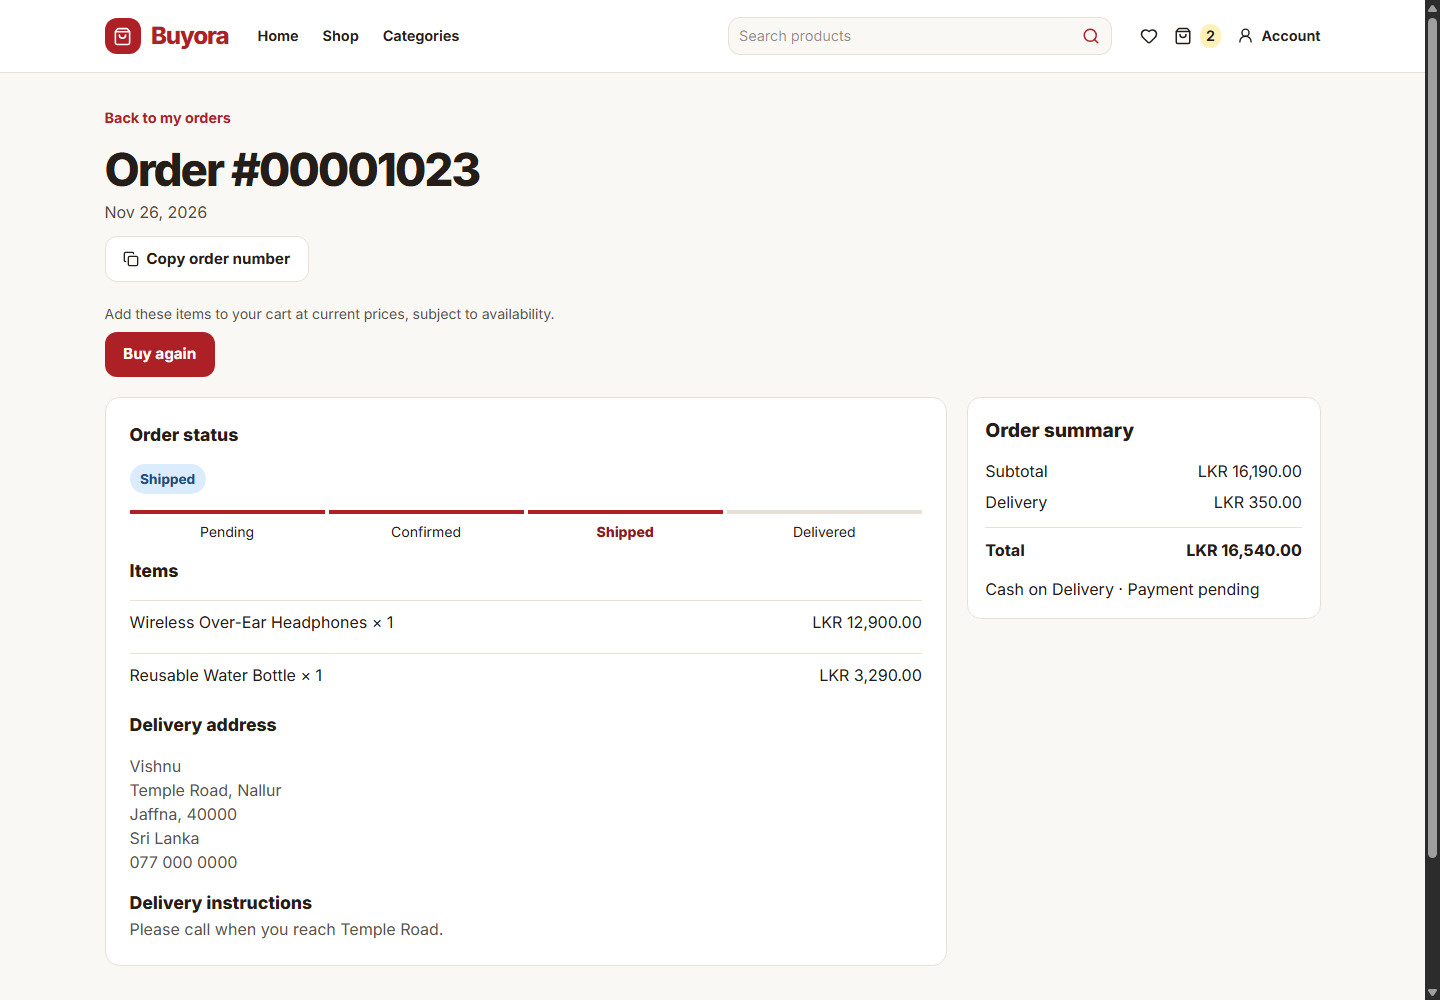 Buyora Home Shop Categories Search products 2 Account
Back to my orders
Order #00001023
Nov 26, 2026
Copy order number
Add these items to your cart at current prices, subject to availability.
Buy again
Order status
Shipped
Pending Confirmed Shipped Delivered
Items
Wireless Over-Ear Headphones × 1 LKR 12,900.00
Reusable Water Bottle × 1 LKR 3,290.00
Delivery address
Vishnu
Temple Road, Nallur
Jaffna, 40000
Sri Lanka
077 000 0000
Delivery instructions
Please call when you reach Temple Road.
Order summary
Subtotal LKR 16,190.00
Delivery LKR 350.00
Total LKR 16,540.00
Cash on Delivery · Payment pending